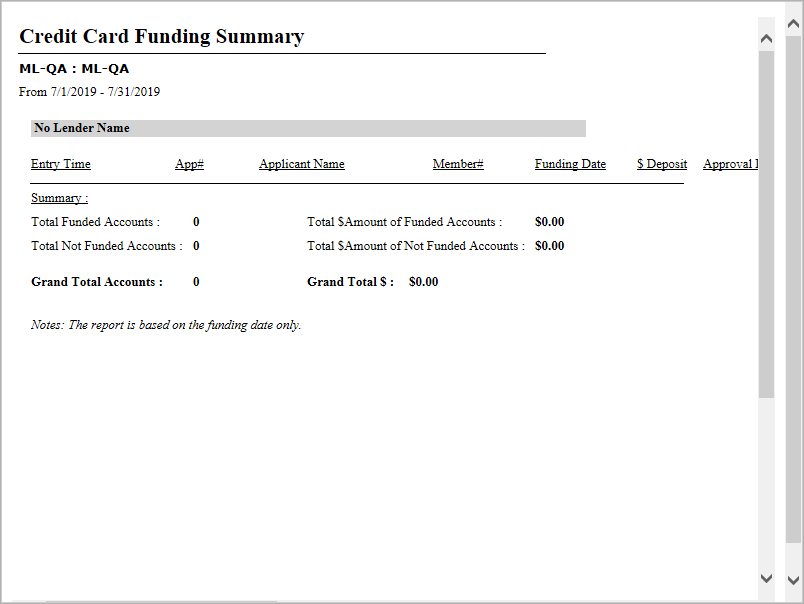 Credit Card Funding Summary
ML-QA : ML-QA
From 7/1/2019 - 7/31/2019
No Lender Name
Entry Time App# Applicant Name Member# Funding Date $ Deposit Approval
Summary :
Total Funded Accounts : 0 Total $Amount of Funded Accounts : $0.00
Total Not Funded Accounts : 0 Total $Amount of Not Funded Accounts : $0.00
Grand Total Accounts : 0 Grand Total $ : $0.00
Notes: The report is based on the funding date only.